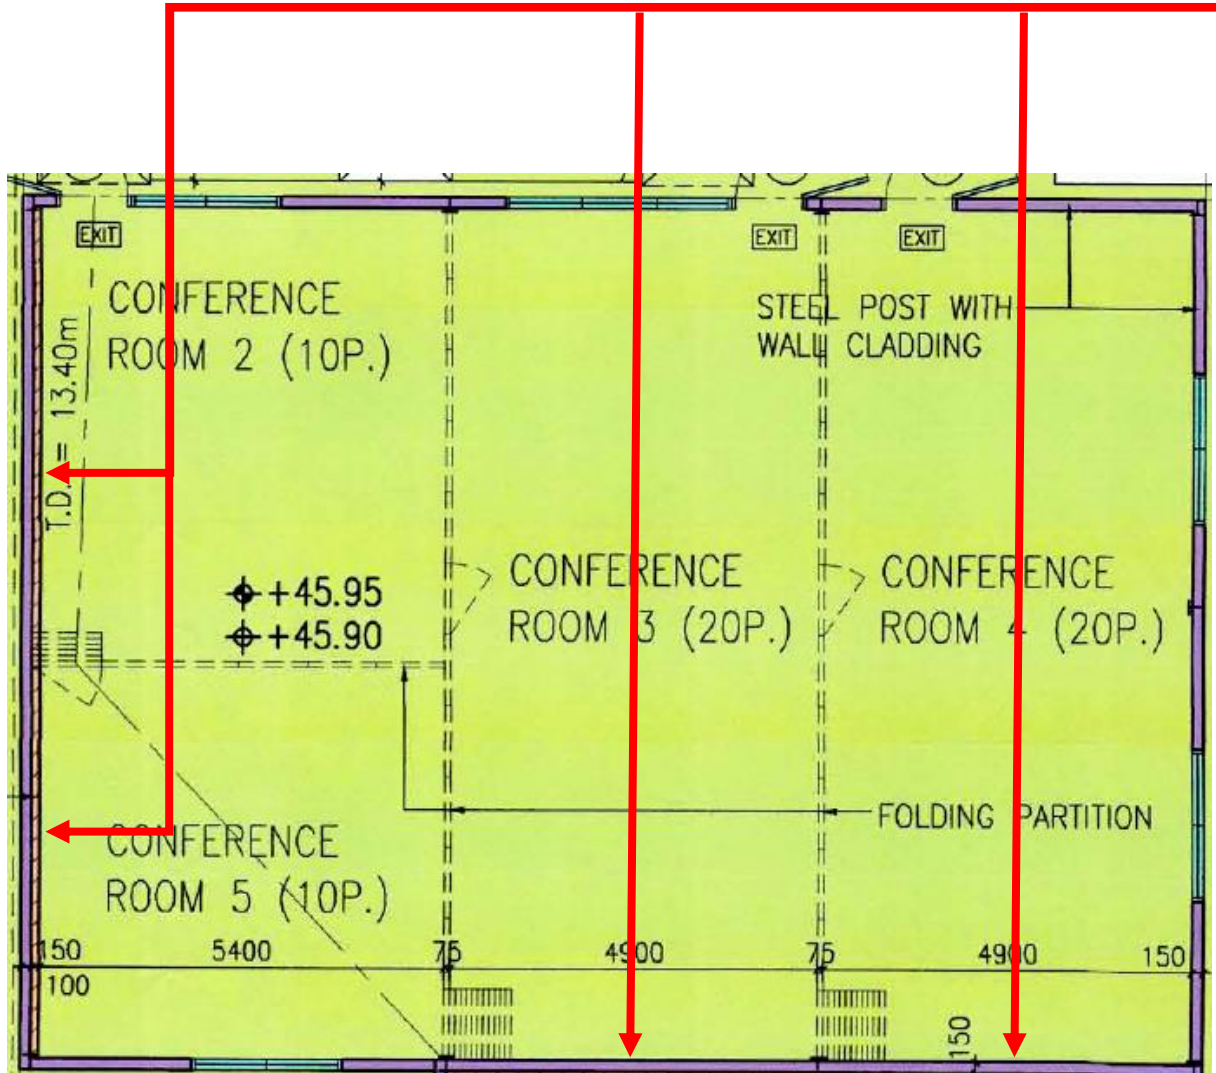 EXIT
EXIT
EXIT
CONFERENCE
ROOM 2 (10P.)
T.D. = 13.40m
STEEL POST WITH
WALL CLADDING
+45.95
+45.90
CONFERENCE
ROOM 3 (20P.)
CONFERENCE
ROOM 4 (20P.)
FOLDING PARTITION
CONFERENCE
ROOM 5 (10P.)
150 5400 75 4900 75 4900 150
100
150